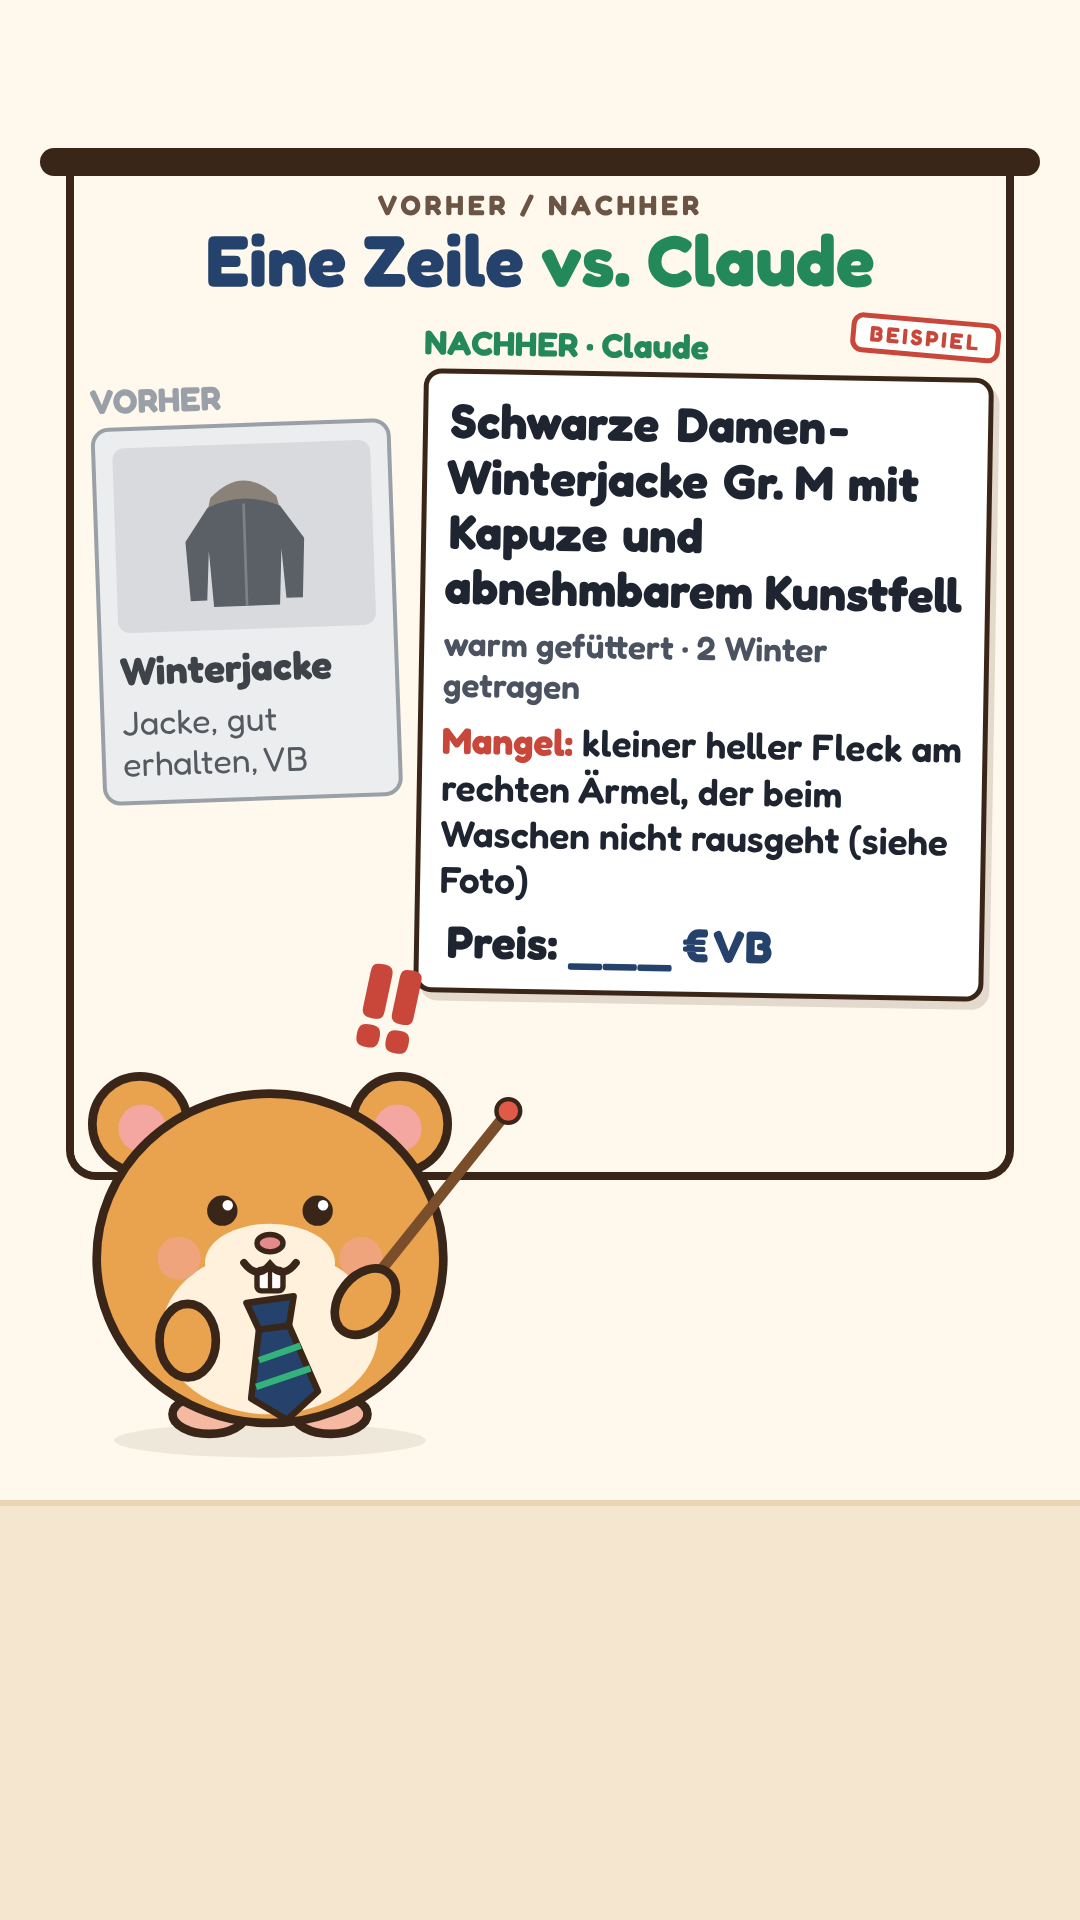 VORHER / NACHHER
Eine Zeile vs. Claude
NACHHER · Claude
BEISPIEL
VORHER
Winterjacke
Jacke, gut
erhalten, VB
Schwarze Damen-
Winterjacke Gr. M mit
Kapuze und
abnehmbarem Kunstfell
warm gefüttert · 2 Winter
getragen
Mangel: kleiner heller Fleck am
rechten Ärmel, der beim
Waschen nicht rausgeht (siehe
Foto)
Preis: ___ € VB
!!